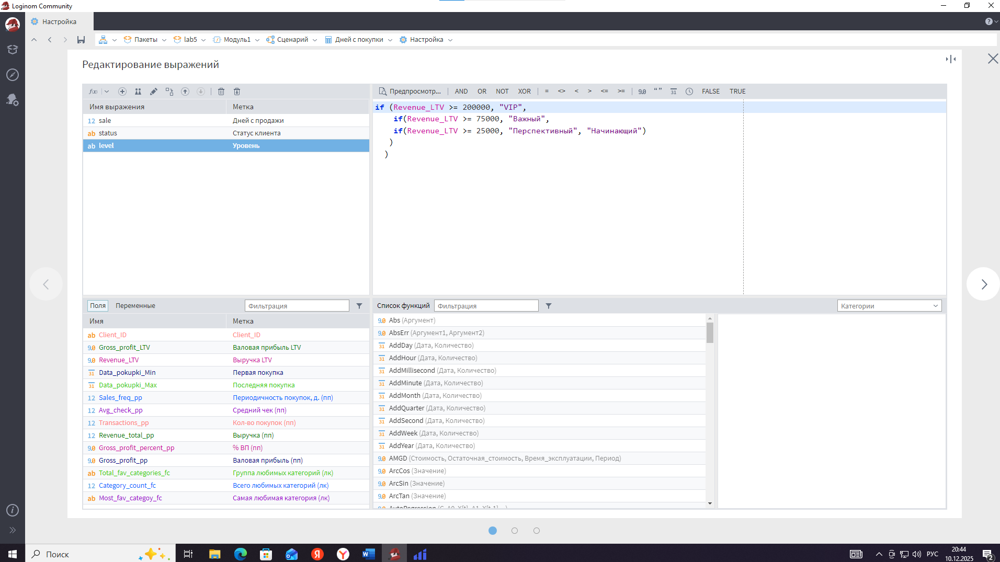 Loginom Community
Настройка
Пакеты
lab5
Модуль1
Сценарий
Дней с покупки
Настройка
Редактирование выражений
f(x)
Имя выражения Метка
12 sale Дней с продажи
ab status Статус клиента
ab level Уровень
Предпросмотр... AND OR NOT XOR = <> < > <= >= 9.0 “ ” 31 FALSE TRUE
if (Revenue_LTV >= 200000, "VIP",
if(Revenue_LTV >= 75000, "Важный",
if(Revenue_LTV >= 25000, "Перспективный", "Начинающий")
)
)
Поля Переменные Фильтрация
Имя Метка
ab Client_ID Client_ID
9.0 Gross_profit_LTV Валовая прибыль LTV
9.0 Revenue_LTV Выручка LTV
31 Data_pokupki_Min Первая покупка
31 Data_pokupki_Max Последняя покупка
12 Sales_freq_pp Периодичность покупок, д. (пп)
12 Avg_check_pp Средний чек (пп)
12 Transactions_pp Кол-во покупок (пп)
12 Revenue_total_pp Выручка (пп)
9.0 Gross_profit_percent_pp % ВП (пп)
9.0 Gross_profit_pp Валовая прибыль (пп)
ab Total_fav_categories_fc Группа любимых категорий (лк)
12 Category_count_fc Всего любимых категорий (лк)
ab Most_fav_categoy_fc Самая любимая категория (лк)
Список функций Фильтрация Категории
9.0 Abs (Аргумент)
9.0 AbsErr (Аргумент1, Аргумент2)
31 AddDay (Дата, Количество)
31 AddHour (Дата, Количество)
31 AddMillisecond (Дата, Количество)
31 AddMinute (Дата, Количество)
31 AddMonth (Дата, Количество)
31 AddQuarter (Дата, Количество)
31 AddSecond (Дата, Количество)
31 AddWeek (Дата, Количество)
31 AddYear (Дата, Количество)
9.0 AMGD (Стоимость, Остаточная_стоимость, Время_эксплуатации, Период)
9.0 ArcCos (Значение)
9.0 ArcSin (Значение)
9.0 ArcTan (Значение)
Поиск
РУС
20:44
10.12.2025
2